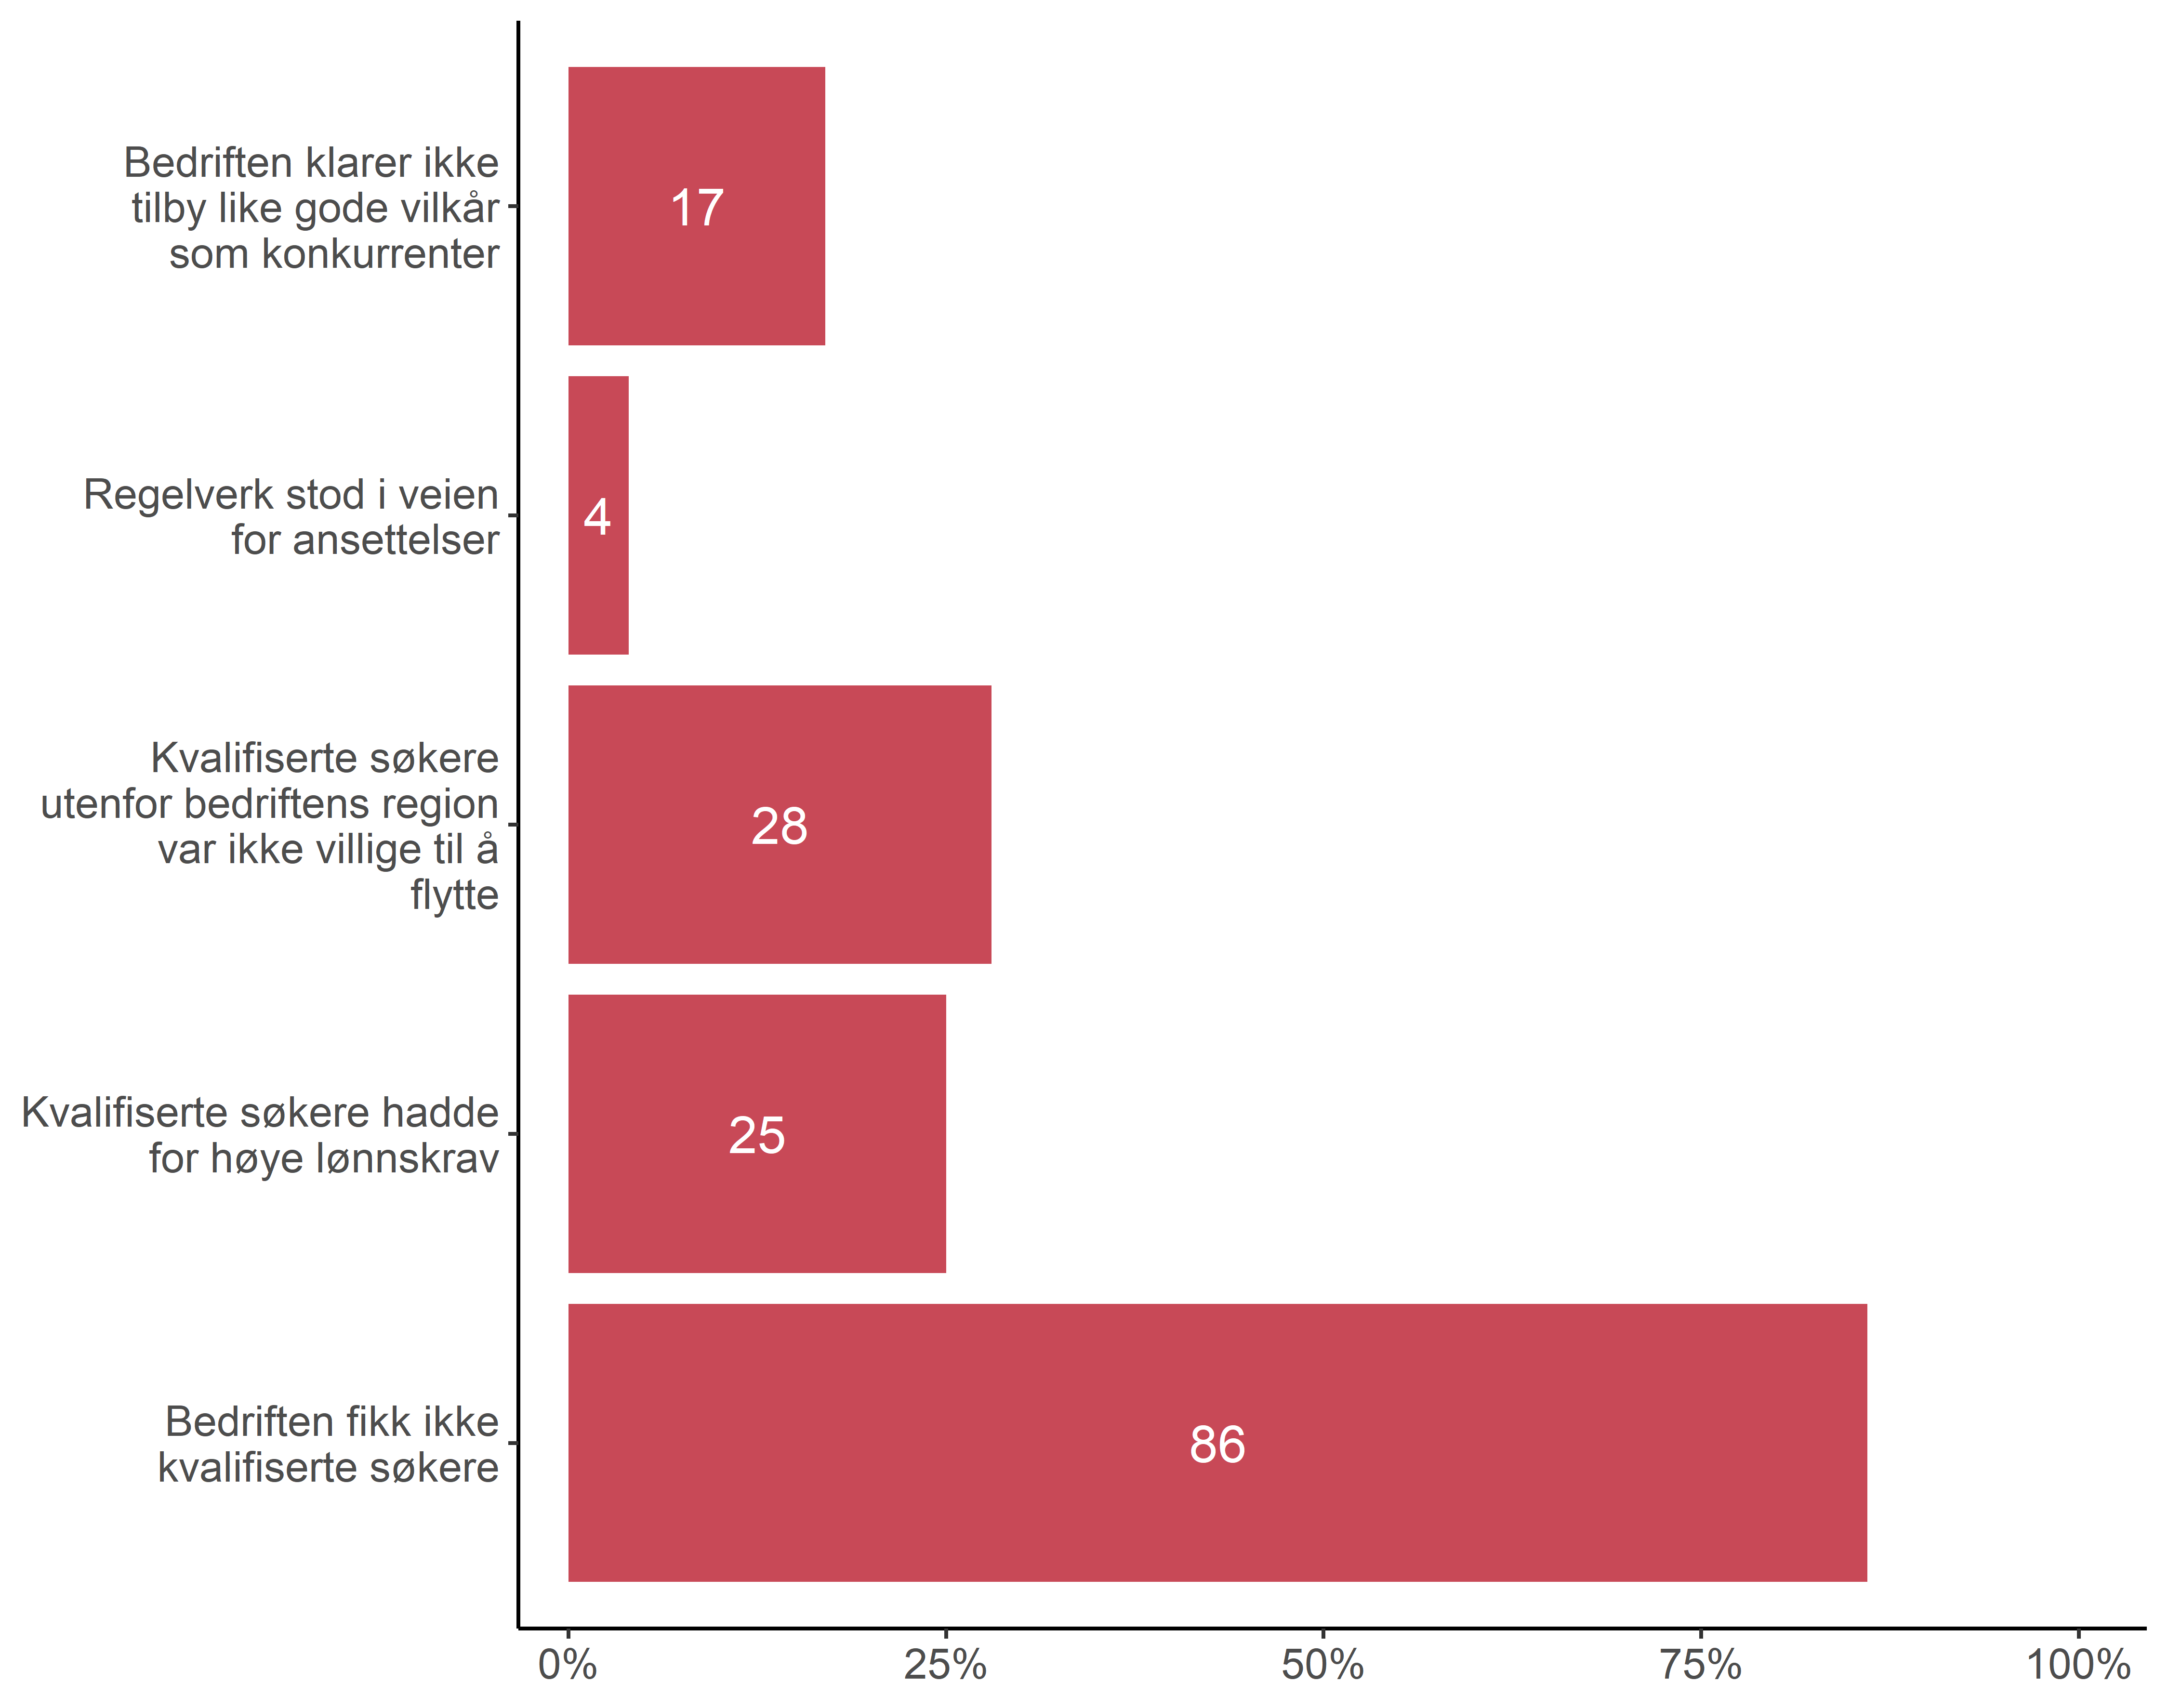 Bedriften klarer ikke
tilby like gode vilkår
som konkurrenter
17
Regelverk stod i veien
for ansettelser
4
Kvalifiserte søkere
utenfor bedriftens region
var ikke villige til å
flytte
28
Kvalifiserte søkere hadde
for høye lønnskrav
25
Bedriften fikk ikke
kvalifiserte søkere
86
0% 25% 50% 75% 100%